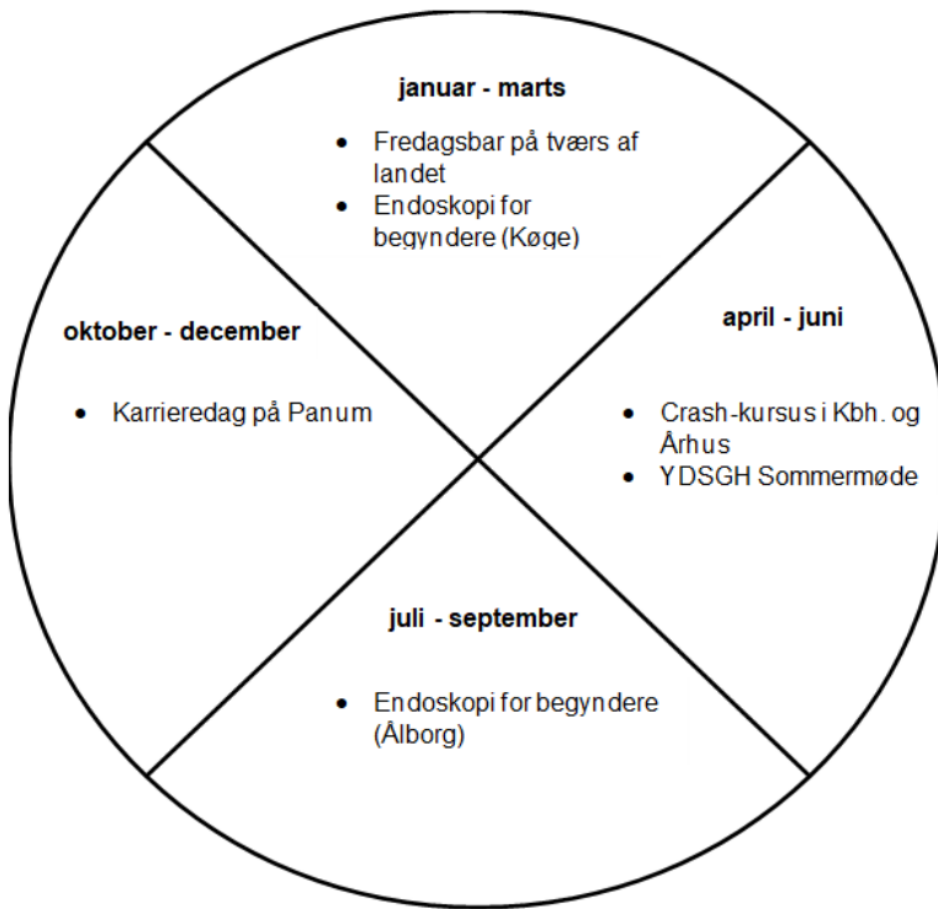 januar - marts
• Fredagsbar på tværs af
landet
• Endoskopi for
begyndere (Køge)
oktober - december
• Karrieredag på Panum
april - juni
• Crash-kursus i Kbh. og
Århus
• YDSGH Sommermøde
juli - september
• Endoskopi for begyndere
(Ålborg)